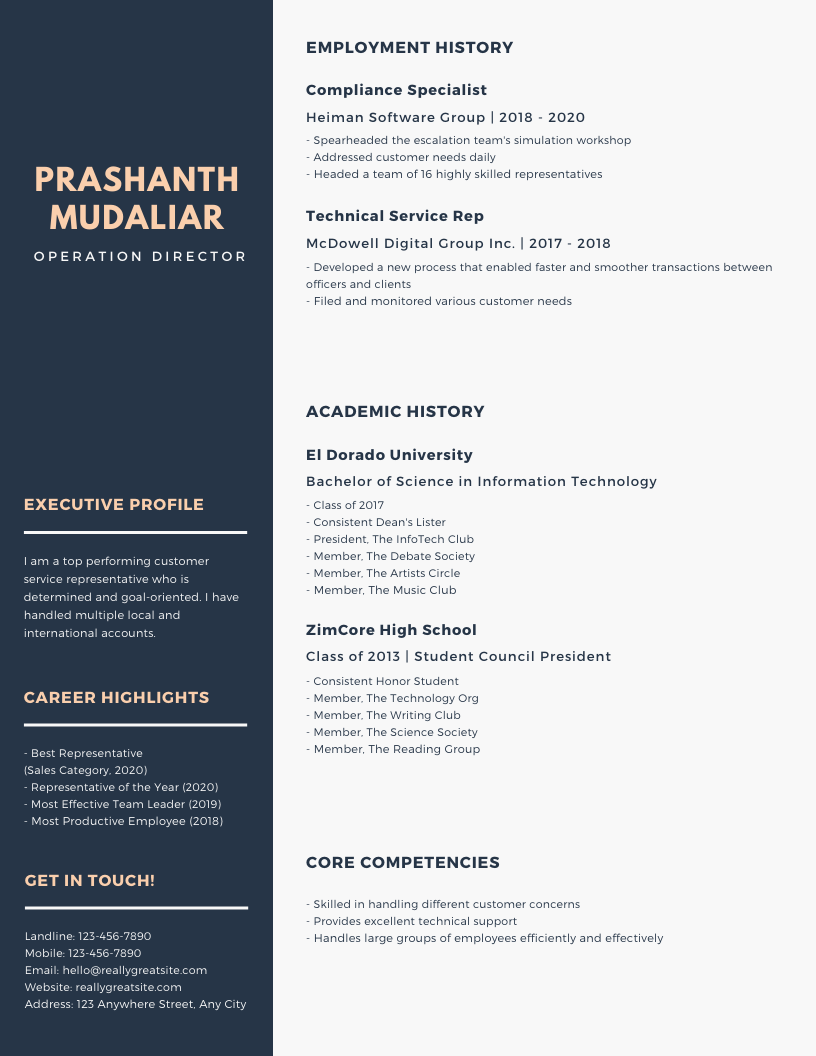 PRASHANTH
MUDALIAR
OPERATION DIRECTOR
EXECUTIVE PROFILE
I am a top performing customer
service representative who is
determined and goal-oriented. I have
handled multiple local and
international accounts.
CAREER HIGHLIGHTS
- Best Representative
(Sales Category, 2020)
- Representative of the Year (2020)
- Most Effective Team Leader (2019)
- Most Productive Employee (2018)
GET IN TOUCH!
Landline: 123-456-7890
Mobile: 123-456-7890
Email: hello@reallygreatsite.com
Website: reallygreatsite.com
Address: 123 Anywhere Street, Any City
EMPLOYMENT HISTORY
Compliance Specialist
Heiman Software Group | 2018 - 2020
- Spearheaded the escalation team's simulation workshop
- Addressed customer needs daily
- Headed a team of 16 highly skilled representatives
Technical Service Rep
McDowell Digital Group Inc. | 2017 - 2018
- Developed a new process that enabled faster and smoother transactions between
officers and clients
- Filed and monitored various customer needs
ACADEMIC HISTORY
El Dorado University
Bachelor of Science in Information Technology
- Class of 2017
- Consistent Dean's Lister
- President, The InfoTech Club
- Member, The Debate Society
- Member, The Artists Circle
- Member, The Music Club
ZimCore High School
Class of 2013 | Student Council President
- Consistent Honor Student
- Member, The Technology Org
- Member, The Writing Club
- Member, The Science Society
- Member, The Reading Group
CORE COMPETENCIES
- Skilled in handling different customer concerns
- Provides excellent technical support
- Handles large groups of employees efficiently and effectively